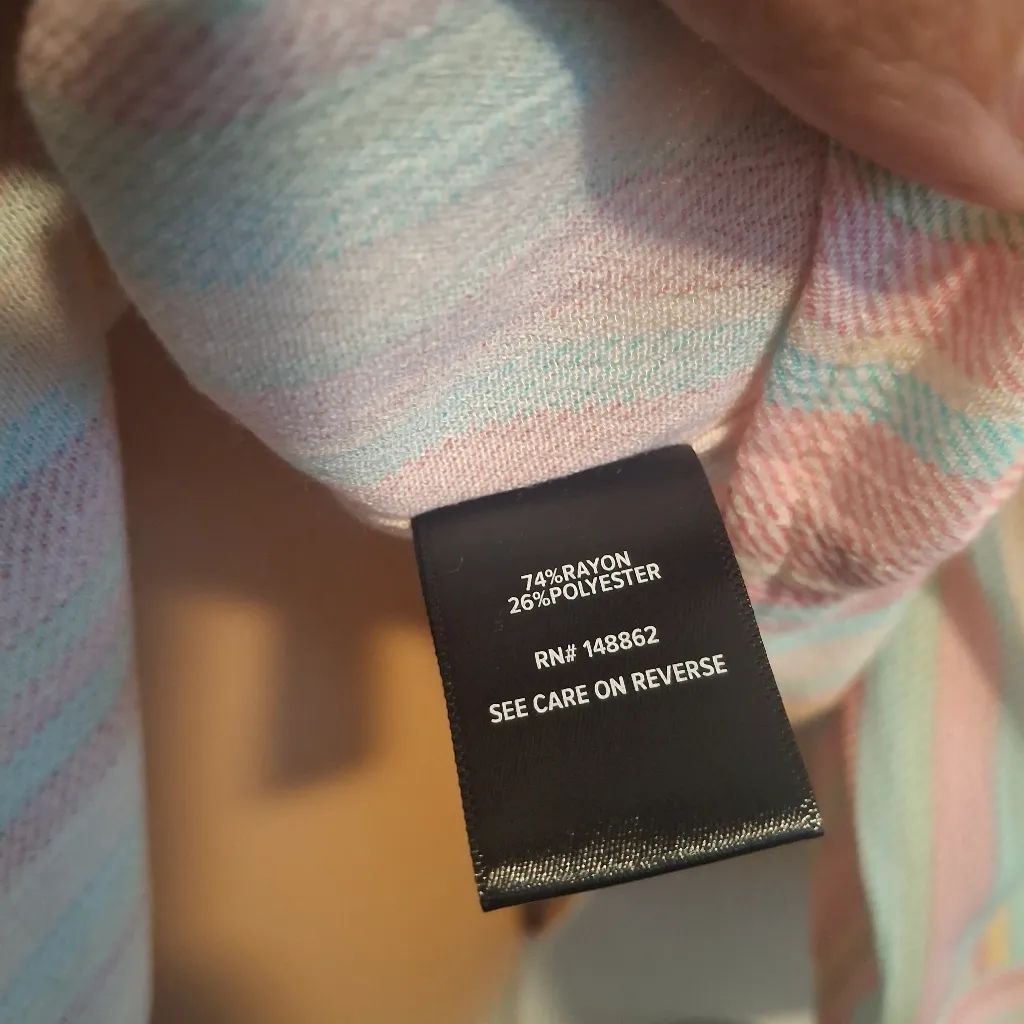 74%RAYON
26%POLYESTER
RN# 148862
SEE CARE ON REVERSE